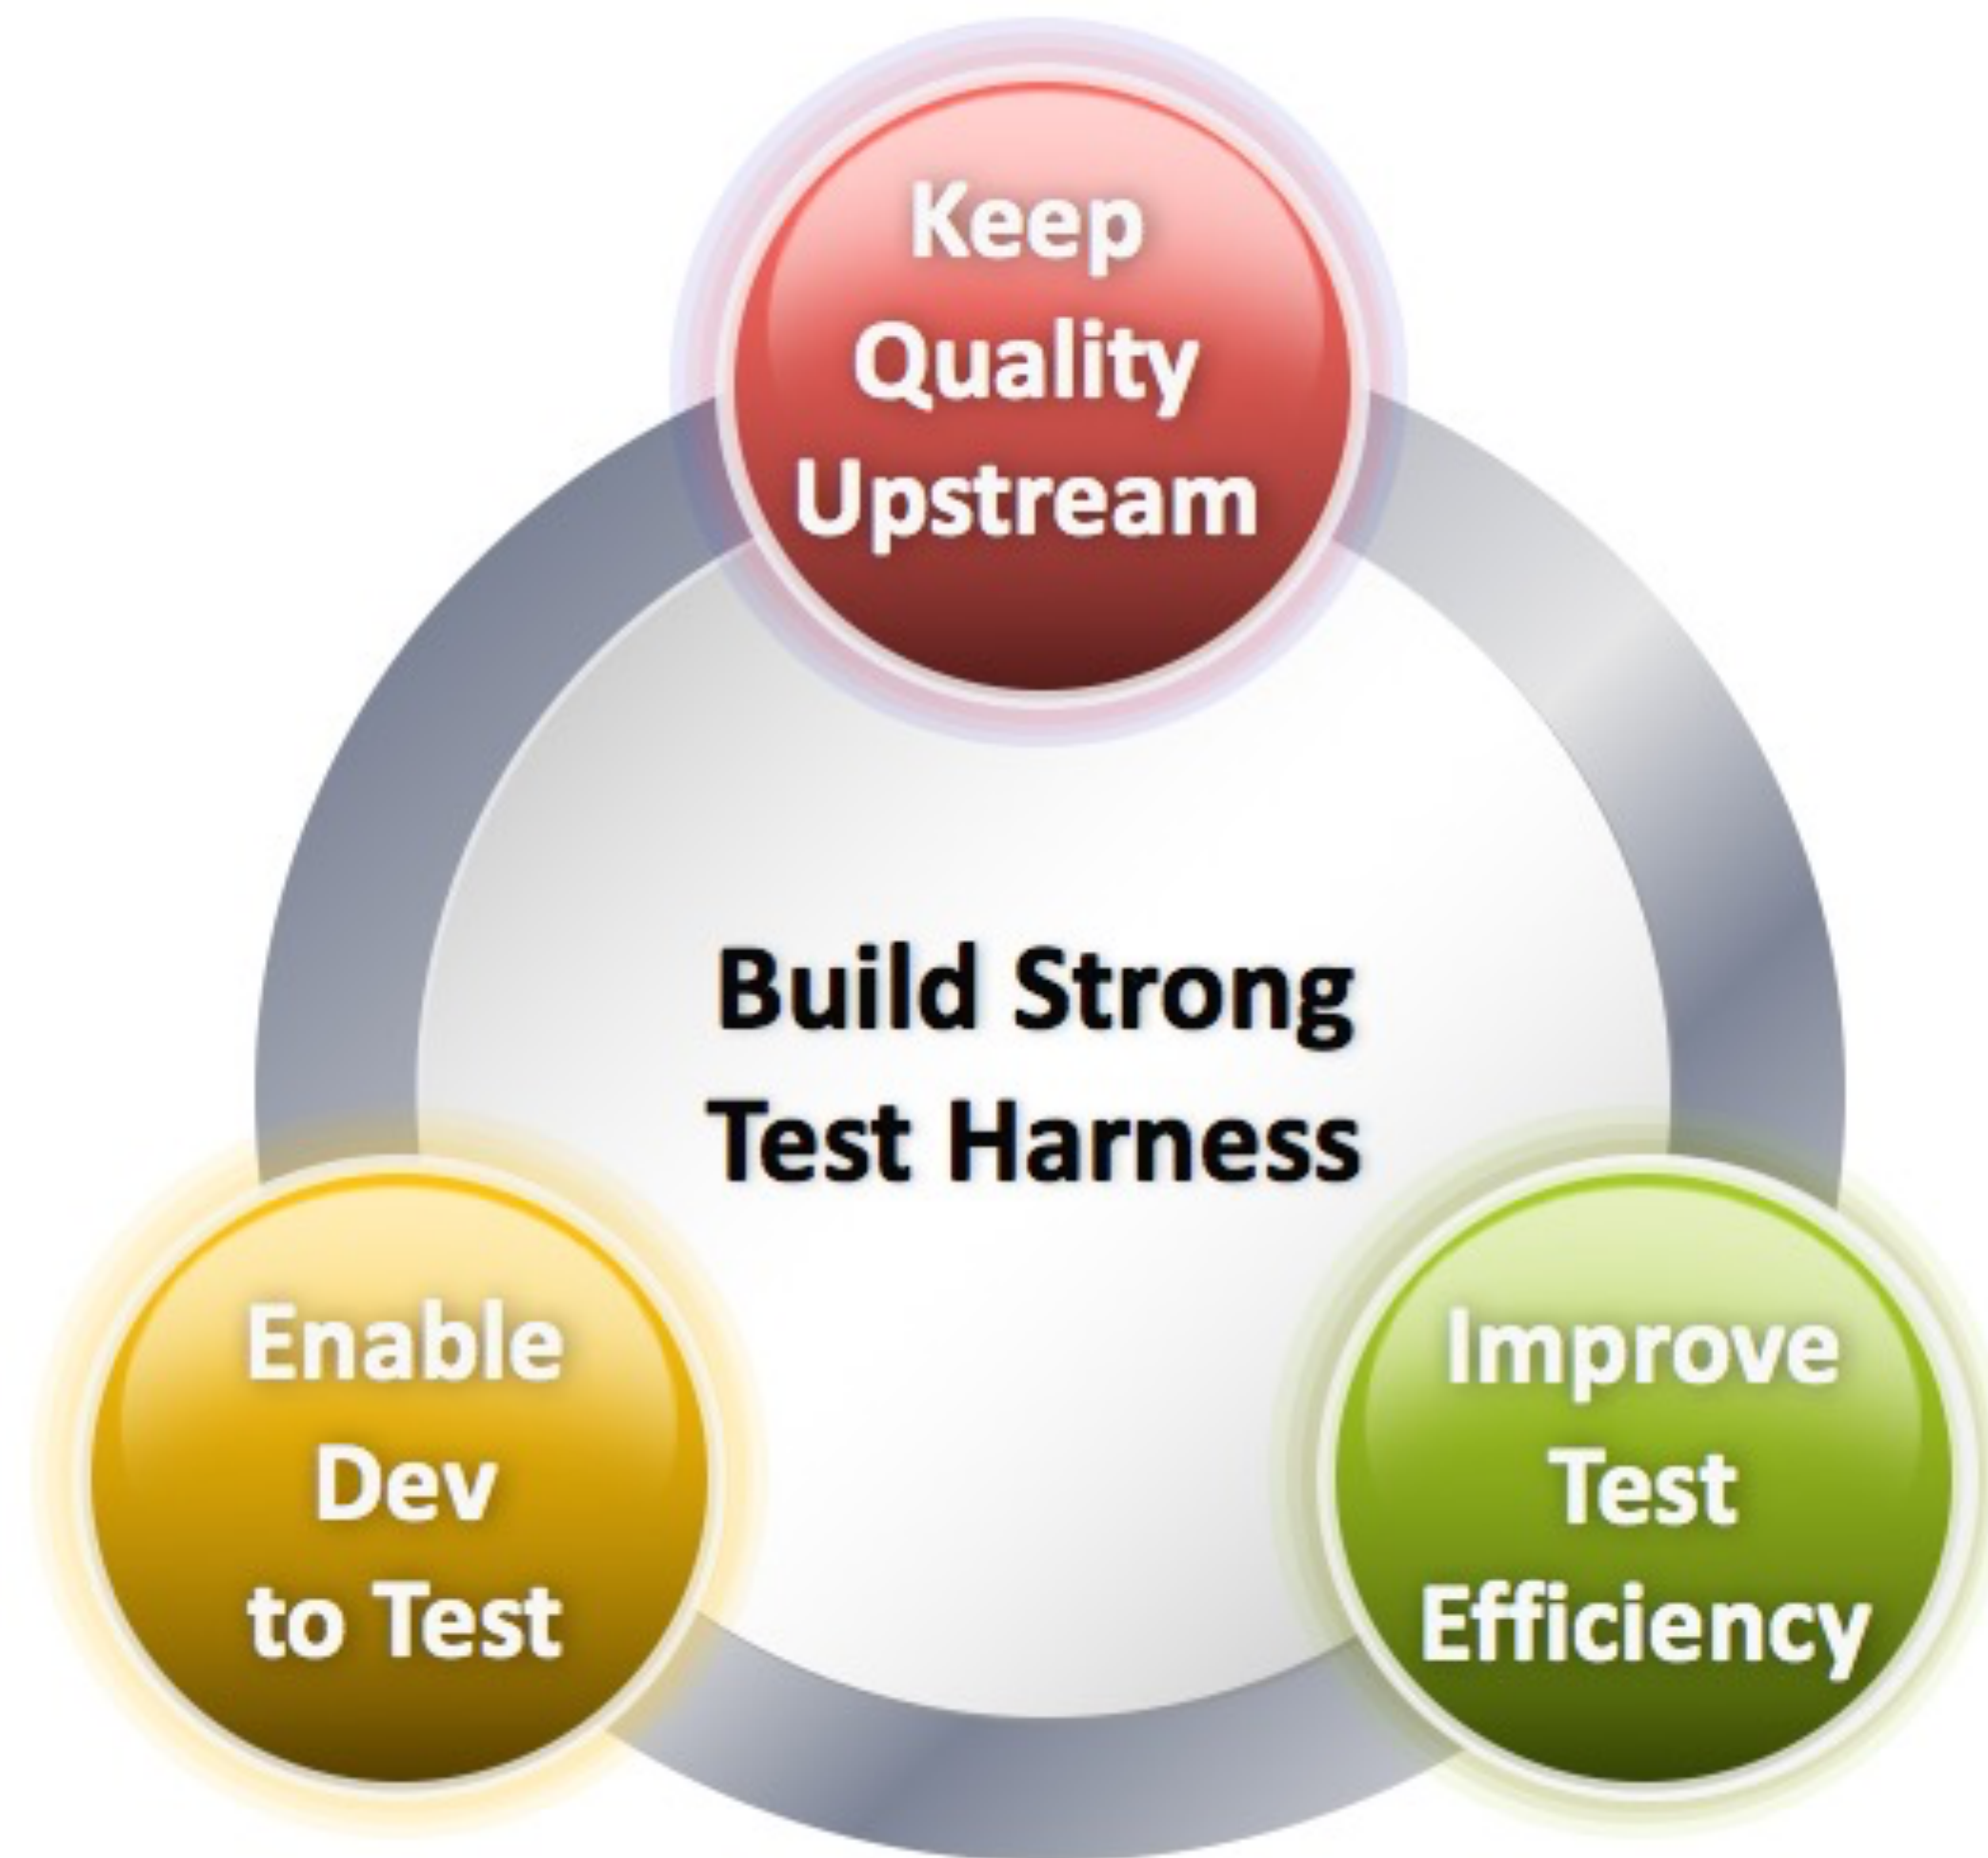 Keep
Quality
Upstream
Build Strong
Test Harness
Enable
Dev
to Test
Improve
Test
Efficiency